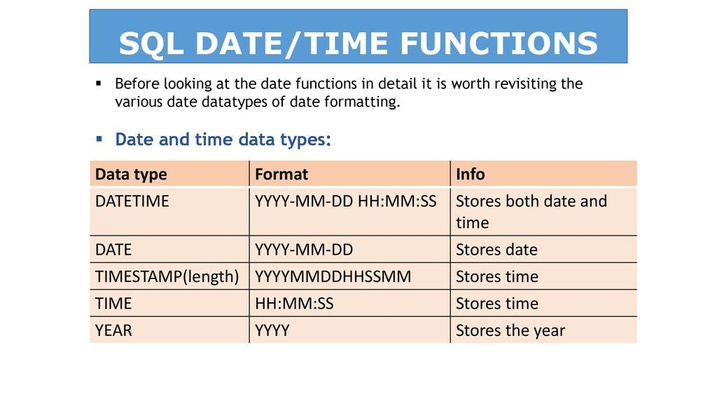 SQL DATE/TIME FUNCTIONS
▪ Before looking at the date functions in detail it is worth revisiting the
various date datatypes of date formatting.
▪ Date and time data types:
Data type Format Info
DATETIME YYYY-MM-DD HH:MM:SS Stores both date and
time
DATE YYYY-MM-DD Stores date
TIMESTAMP(length) YYYYMMDDHHSSMM Stores time
TIME HH:MM:SS Stores time
YEAR YYYY Stores the year